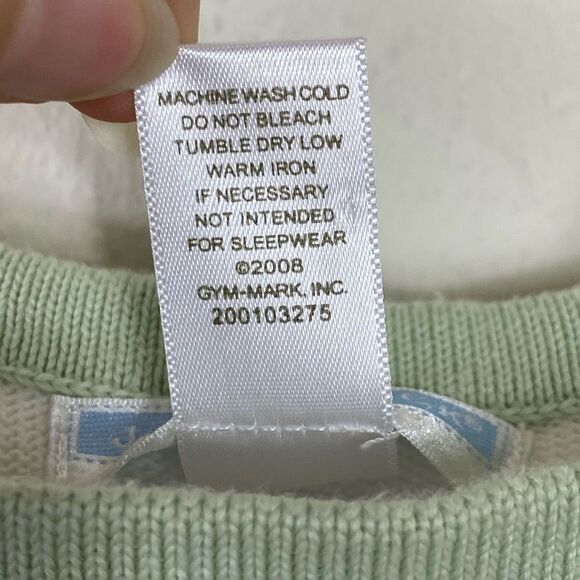 MACHINE WASH COLD
DO NOT BLEACH
TUMBLE DRY LOW
WARM IRON
IF NECESSARY
NOT INTENDED
FOR SLEEPWEAR
©2008
GYM-MARK, INC.
200103275